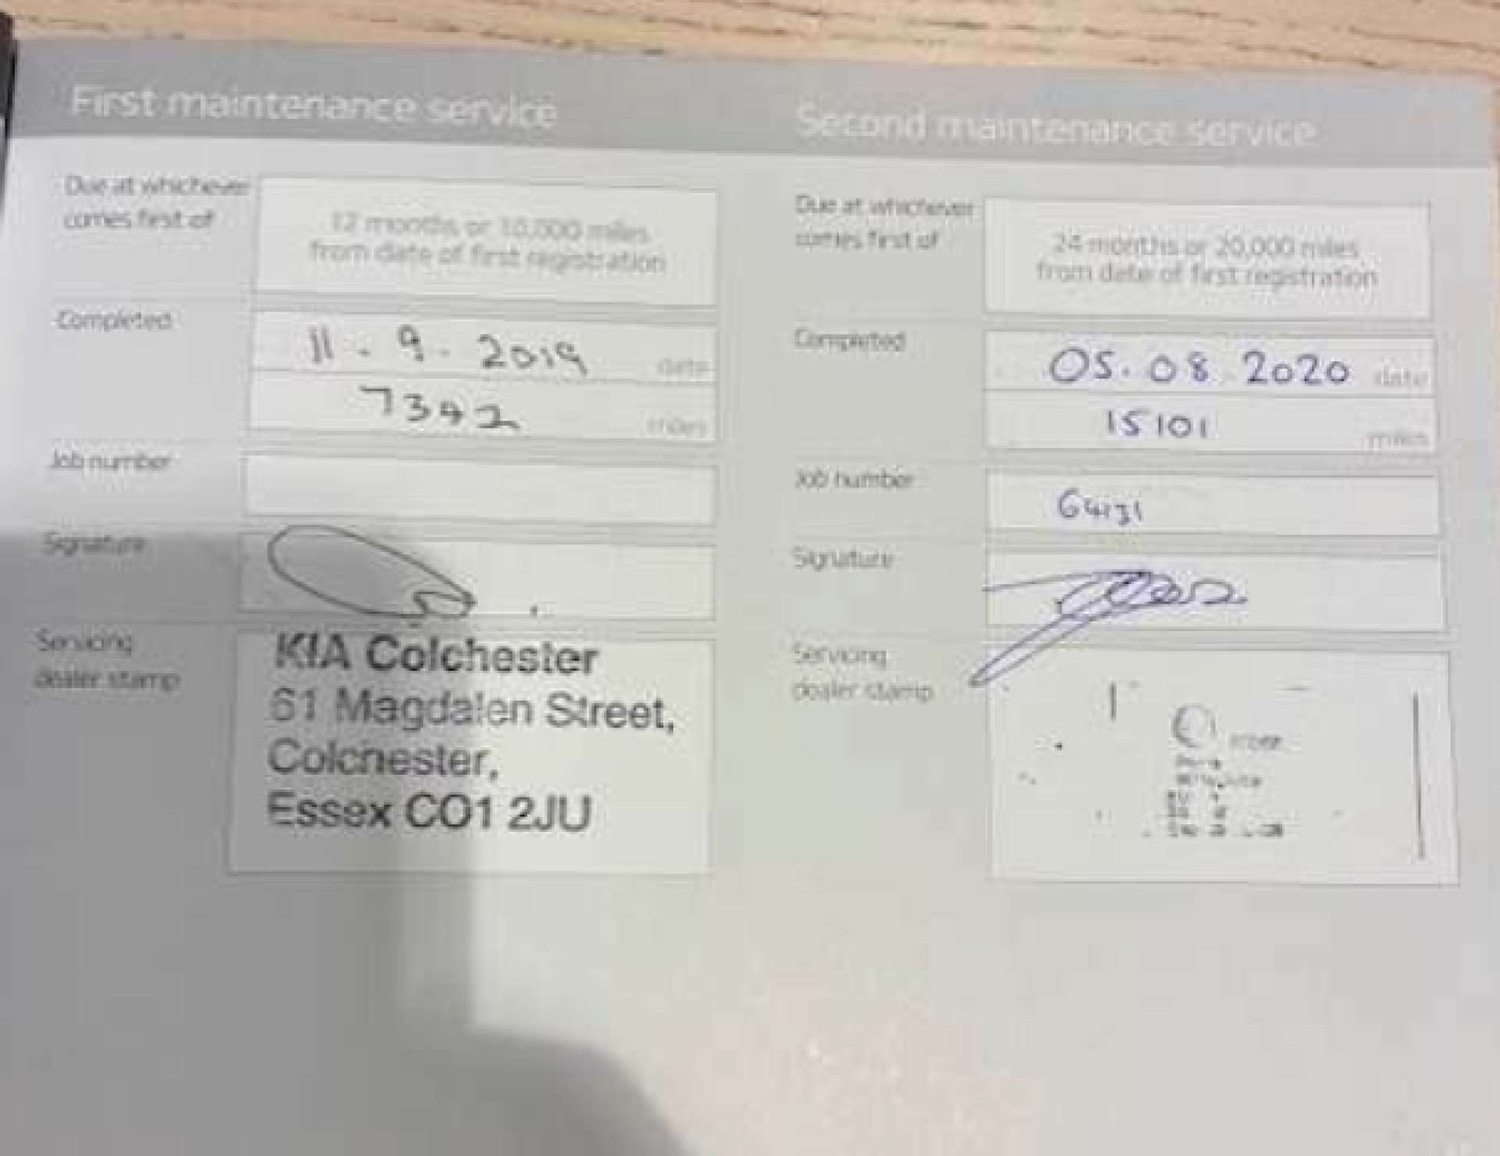 First maintenance service
Due at whichever
comes first of
12 months or 10,000 miles
from date of first registration
Completed
11 . 9 . 2019 date
7392 miles
Job number
Signature
Servicing
dealer stamp
KIA Colchester
61 Magdalen Street,
Colchester,
Essex CO1 2JU
Second maintenance service
Due at whichever
comes first of
24 months or 20,000 miles
from date of first registration
Completed
05.08 2020 date
15101 miles
Job number
64131
Signature
Servicing
dealer stamp